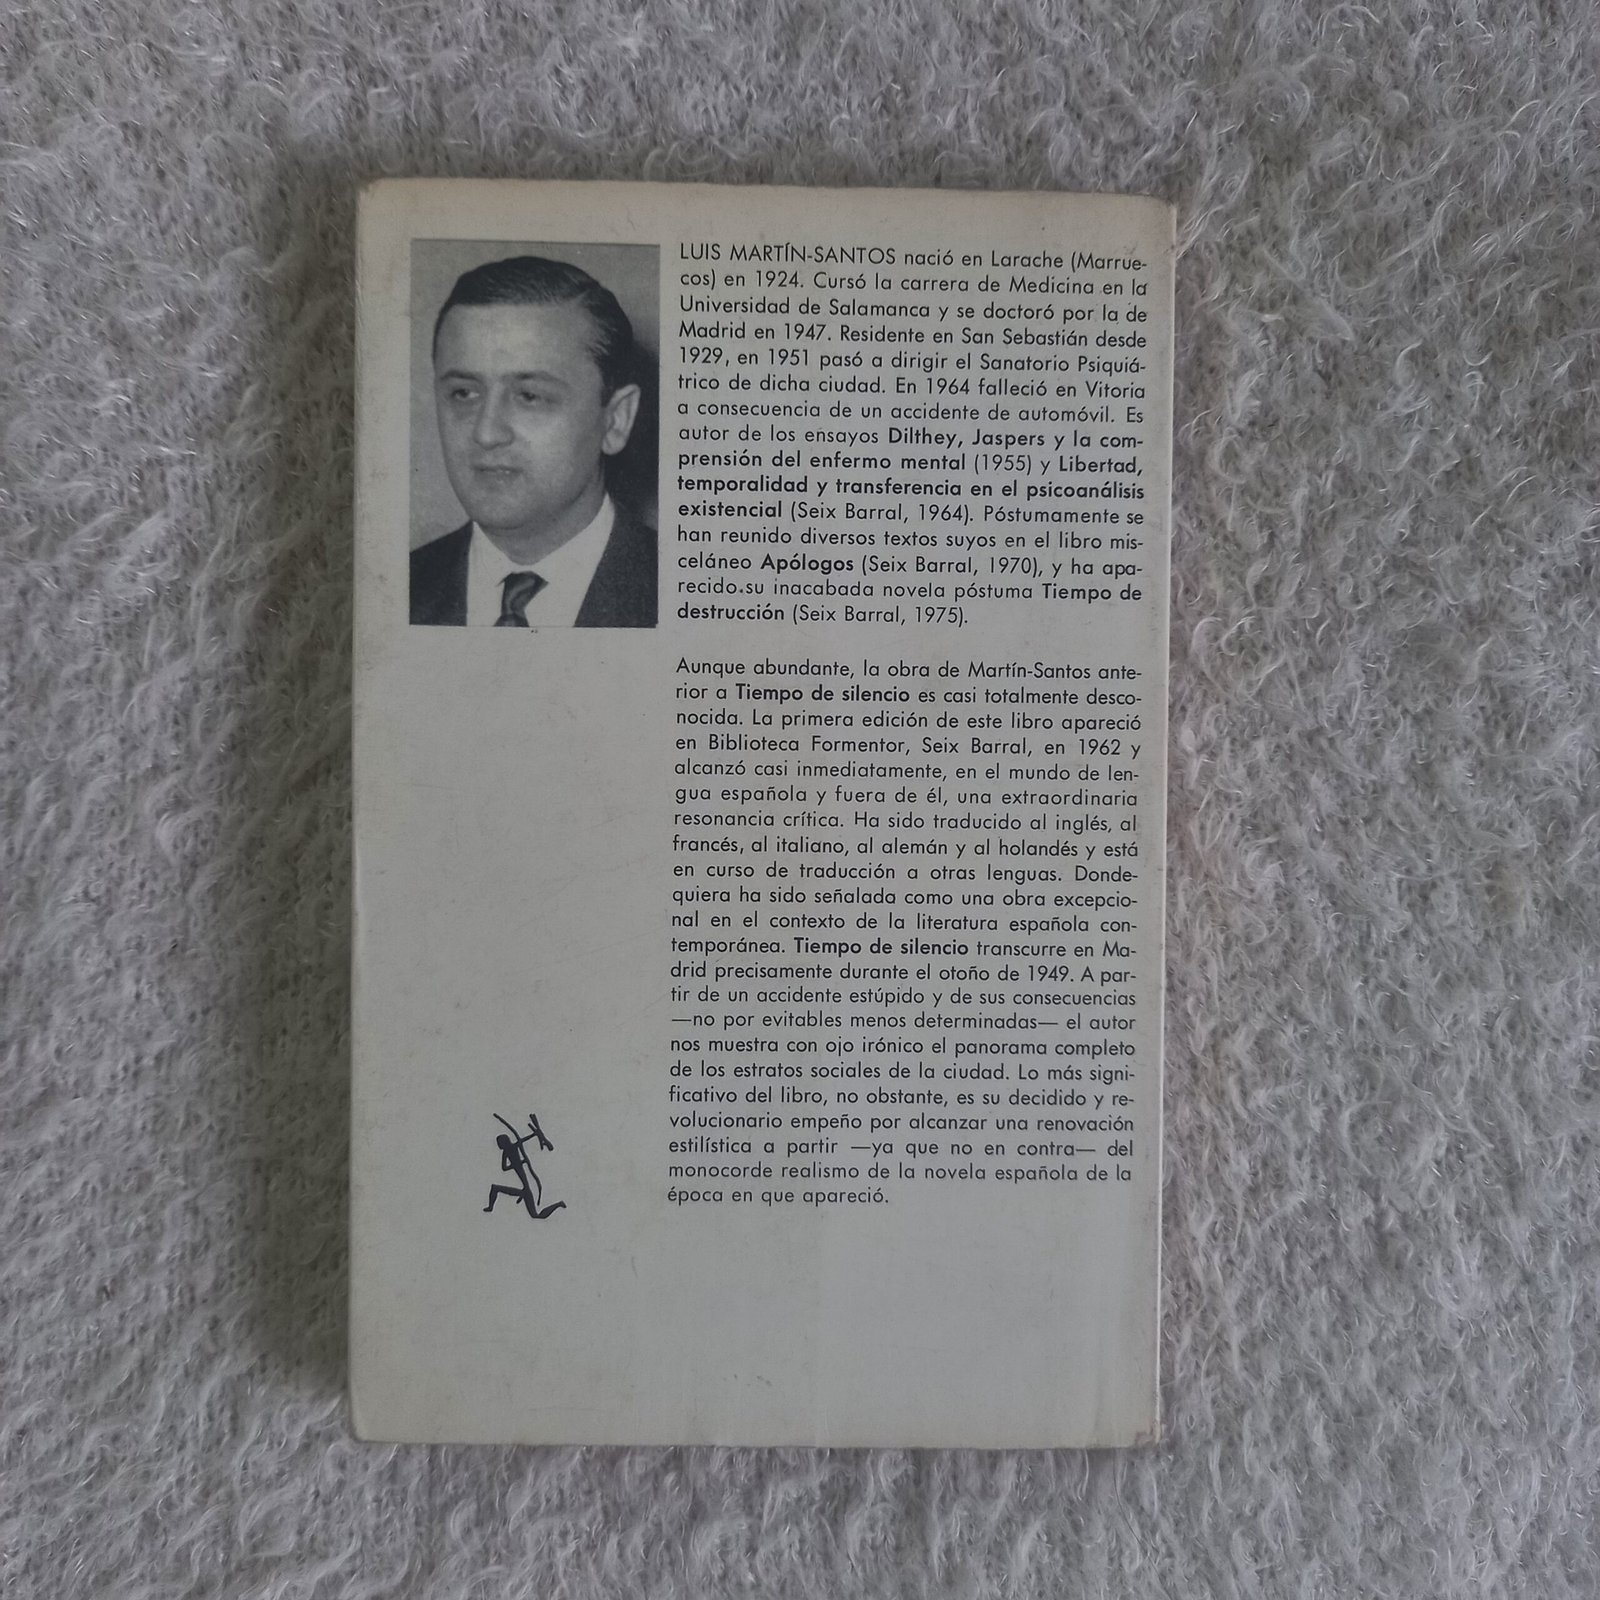 LUIS MARTÍN-SANTOS nació en Larache (Marrue-
cos) en 1924. Cursó la carrera de Medicina en la
Universidad de Salamanca y se doctoró por la de
Madrid en 1947. Residente en San Sebastián desde
1929, en 1951 pasó a dirigir el Sanatorio Psiquiá-
trico de dicha ciudad. En 1964 falleció en Vitoria
a consecuencia de un accidente de automóvil. Es
autor de los ensayos Dilthey, Jaspers y la com-
prensión del enfermo mental (1955) y Libertad,
temporalidad y transferencia en el psicoanálisis
existencial (Seix Barral, 1964). Póstumamente se
han reunido diversos textos suyos en el libro mis-
celáneo Apólogos (Seix Barral, 1970), y ha apa-
recido su inacabada novela póstuma Tiempo de
destrucción (Seix Barral, 1975).
Aunque abundante, la obra de Martín-Santos ante-
rior a Tiempo de silencio es casi totalmente desco-
nocida. La primera edición de este libro apareció
en Biblioteca Formentor, Seix Barral, en 1962 y
alcanzó casi inmediatamente, en el mundo de len-
gua española y fuera de él, una extraordinaria
resonancia crítica. Ha sido traducido al inglés, al
francés, al italiano, al alemán y al holandés y está
en curso de traducción a otras lenguas. Donde-
quiera ha sido señalada como una obra excepcio-
nal en el contexto de la literatura española con-
temporánea. Tiempo de silencio transcurre en Ma-
drid precisamente durante el otoño de 1949. A par-
tir de un accidente estúpido y de sus consecuencias
—no por evitables menos determinadas— el autor
nos muestra con ojo irónico el panorama completo
de los estratos sociales de la ciudad. Lo más signi-
ficativo del libro, no obstante, es su decidido y re-
volucionario empeño por alcanzar una renovación
estilística a partir —ya que no en contra— del
monocorde realismo de la novela española de la
época en que apareció.